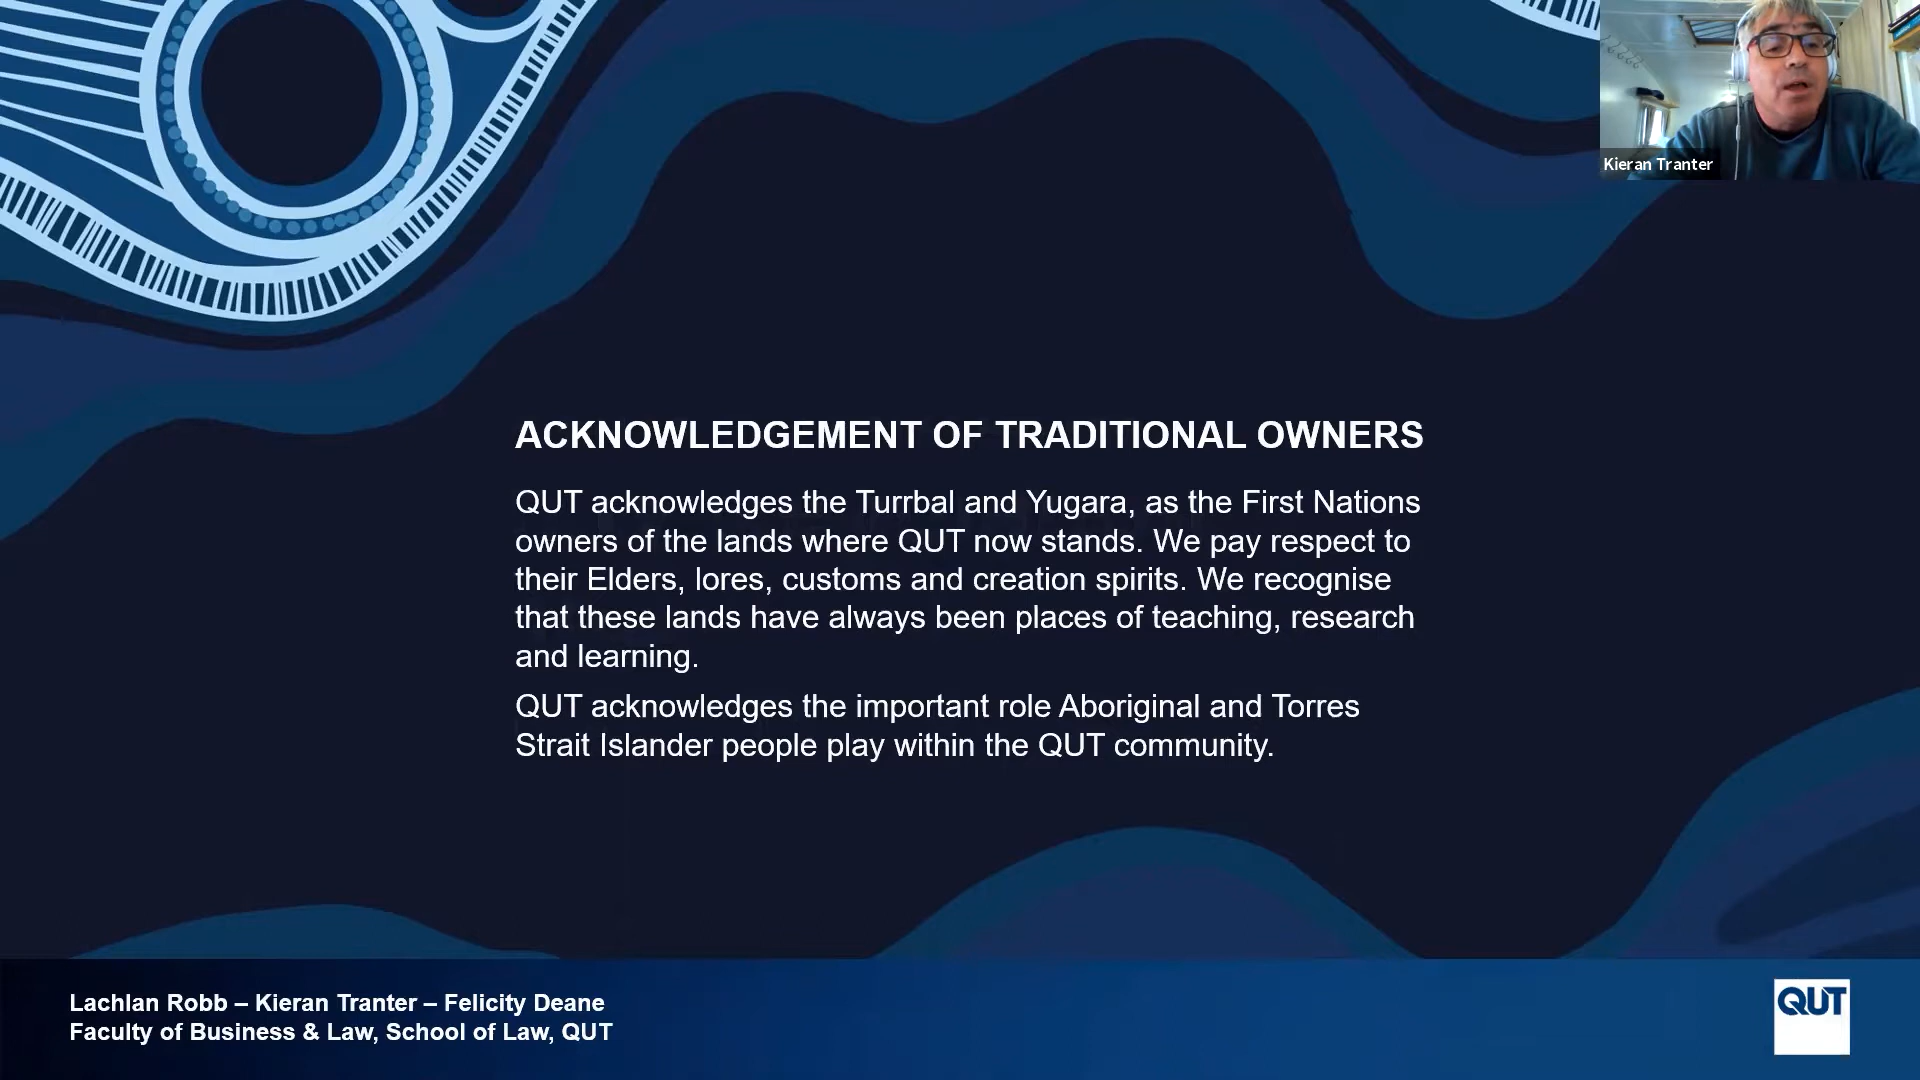 Kieran Tranter
ACKNOWLEDGEMENT OF TRADITIONAL OWNERS
QUT acknowledges the Turrbal and Yugara, as the First Nations
owners of the lands where QUT now stands. We pay respect to
their Elders, lores, customs and creation spirits. We recognise
that these lands have always been places of teaching, research
and learning.
QUT acknowledges the important role Aboriginal and Torres
Strait Islander people play within the QUT community.
Lachlan Robb – Kieran Tranter – Felicity Deane
Faculty of Business & Law, School of Law, QUT
QUT